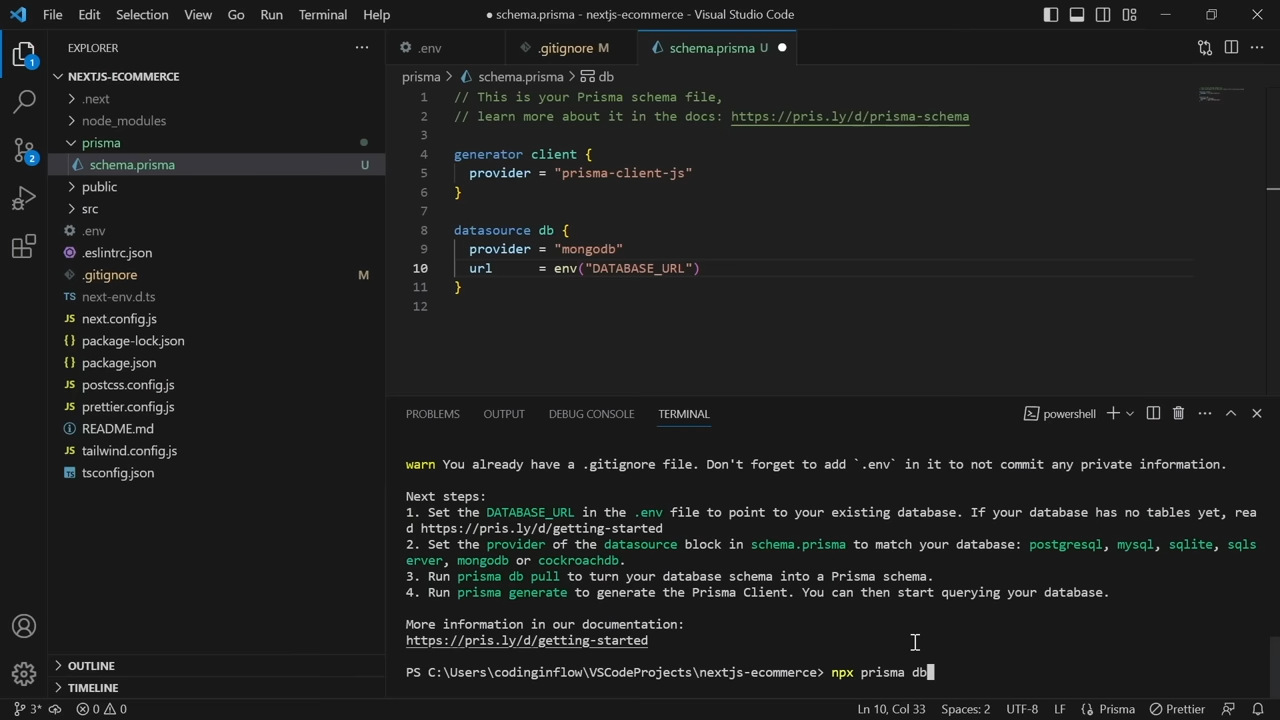 File Edit Selection View Go Run Terminal Help
● schema.prisma - nextjs-ecommerce - Visual Studio Code
EXPLORER
NEXTJS-ECOMMERCE
.next
node_modules
prisma
schema.prisma U
public
src
.env
.eslintrc.json
.gitignore M
TS next-env.d.ts
JS next.config.js
{} package-lock.json
{} package.json
JS postcss.config.js
JS prettier.config.js
README.md
JS tailwind.config.js
tsconfig.json
OUTLINE
TIMELINE
1
2
.env
.gitignore M
schema.prisma U ●
prisma > schema.prisma > db
1 // This is your Prisma schema file,
2 // learn more about it in the docs: https://pris.ly/d/prisma-schema
3
4 generator client {
5 provider = "prisma-client-js"
6 }
7
8 datasource db {
9 provider = "mongodb"
10 url = env("DATABASE_URL")
11 }
12
PROBLEMS OUTPUT DEBUG CONSOLE TERMINAL
powershell
warn You already have a .gitignore file. Don't forget to add `.env` in it to not commit any private information.
Next steps:
1. Set the DATABASE_URL in the .env file to point to your existing database. If your database has no tables yet, rea
d https://pris.ly/d/getting-started
2. Set the provider of the datasource block in schema.prisma to match your database: postgresql, mysql, sqlite, sqls
erver, mongodb or cockroachdb.
3. Run prisma db pull to turn your database schema into a Prisma schema.
4. Run prisma generate to generate the Prisma Client. You can then start querying your database.
More information in our documentation:
https://pris.ly/d/getting-started
PS C:\Users\codinginflow\VSCodeProjects\nextjs-ecommerce> npx prisma db
3* 0 0 Ln 10, Col 33 Spaces: 2 UTF-8 LF {} Prisma Prettier